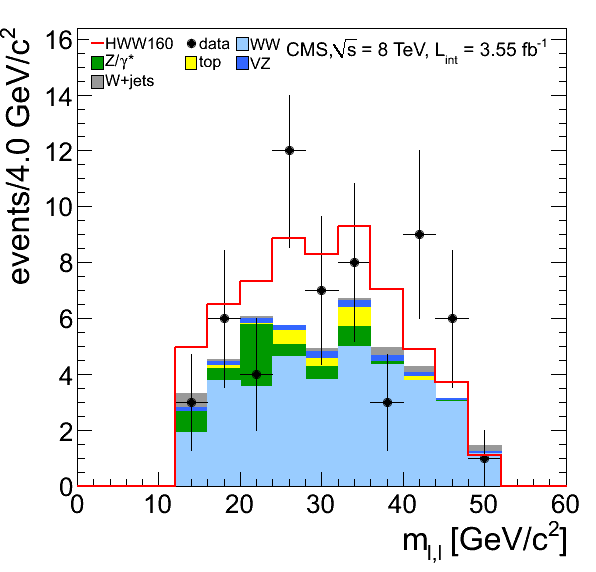 HWW160 data WW CMS,√s = 8 TeV, L_int = 3.55 fb⁻¹
Z/γ* top VZ
W+jets
events/4.0 GeV/c²
16
14
12
10
8
6
4
2
0
0 10 20 30 40 50 60
m_l,l [GeV/c²]